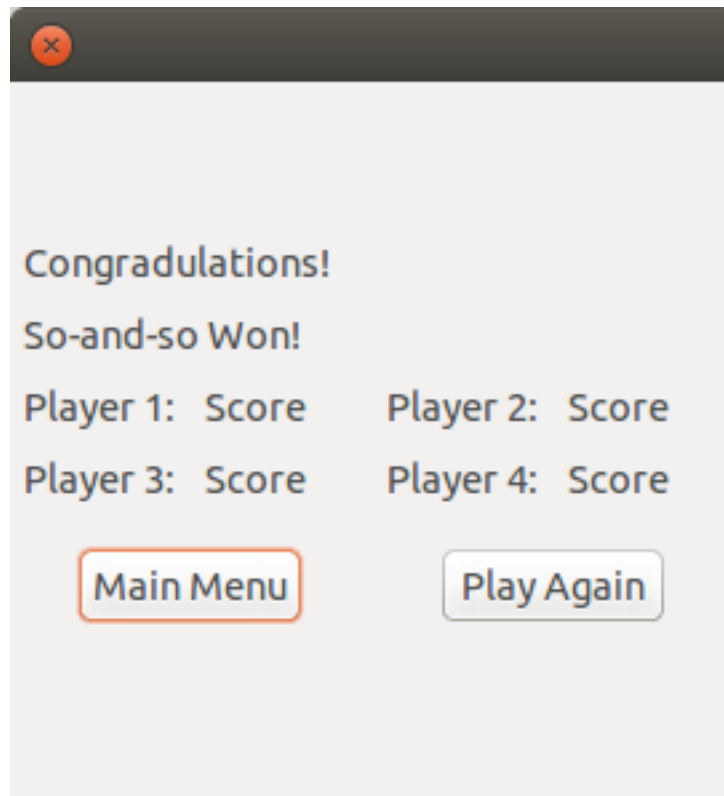 Congradulations!
So-and-so Won!
Player 1: Score Player 2: Score
Player 3: Score Player 4: Score
Main Menu Play Again